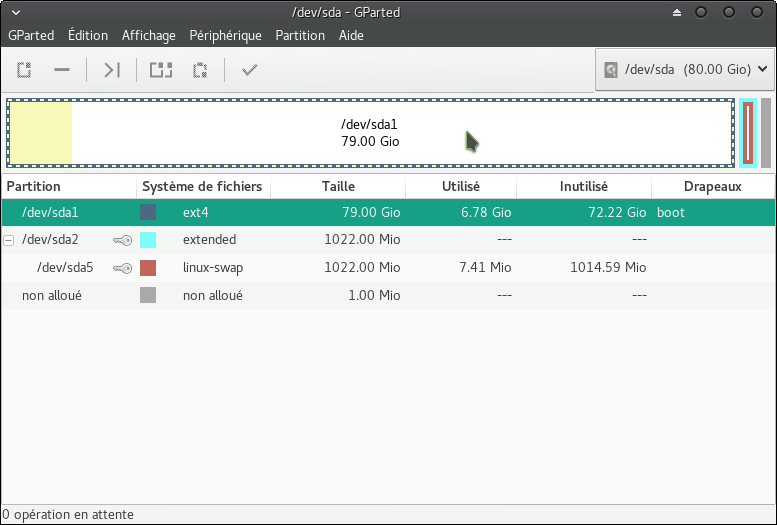 /dev/sda - GParted
GParted Édition Affichage Périphérique Partition Aide
/dev/sda (80.00 Gio)
/dev/sda1
79.00 Gio
Partition Système de fichiers Taille Utilisé Inutilisé Drapeaux
/dev/sda1 ext4 79.00 Gio 6.78 Gio 72.22 Gio boot
/dev/sda2 extended 1022.00 Mio --- ---
/dev/sda5 linux-swap 1022.00 Mio 7.41 Mio 1014.59 Mio
non alloué non alloué 1.00 Mio --- ---
0 opération en attente